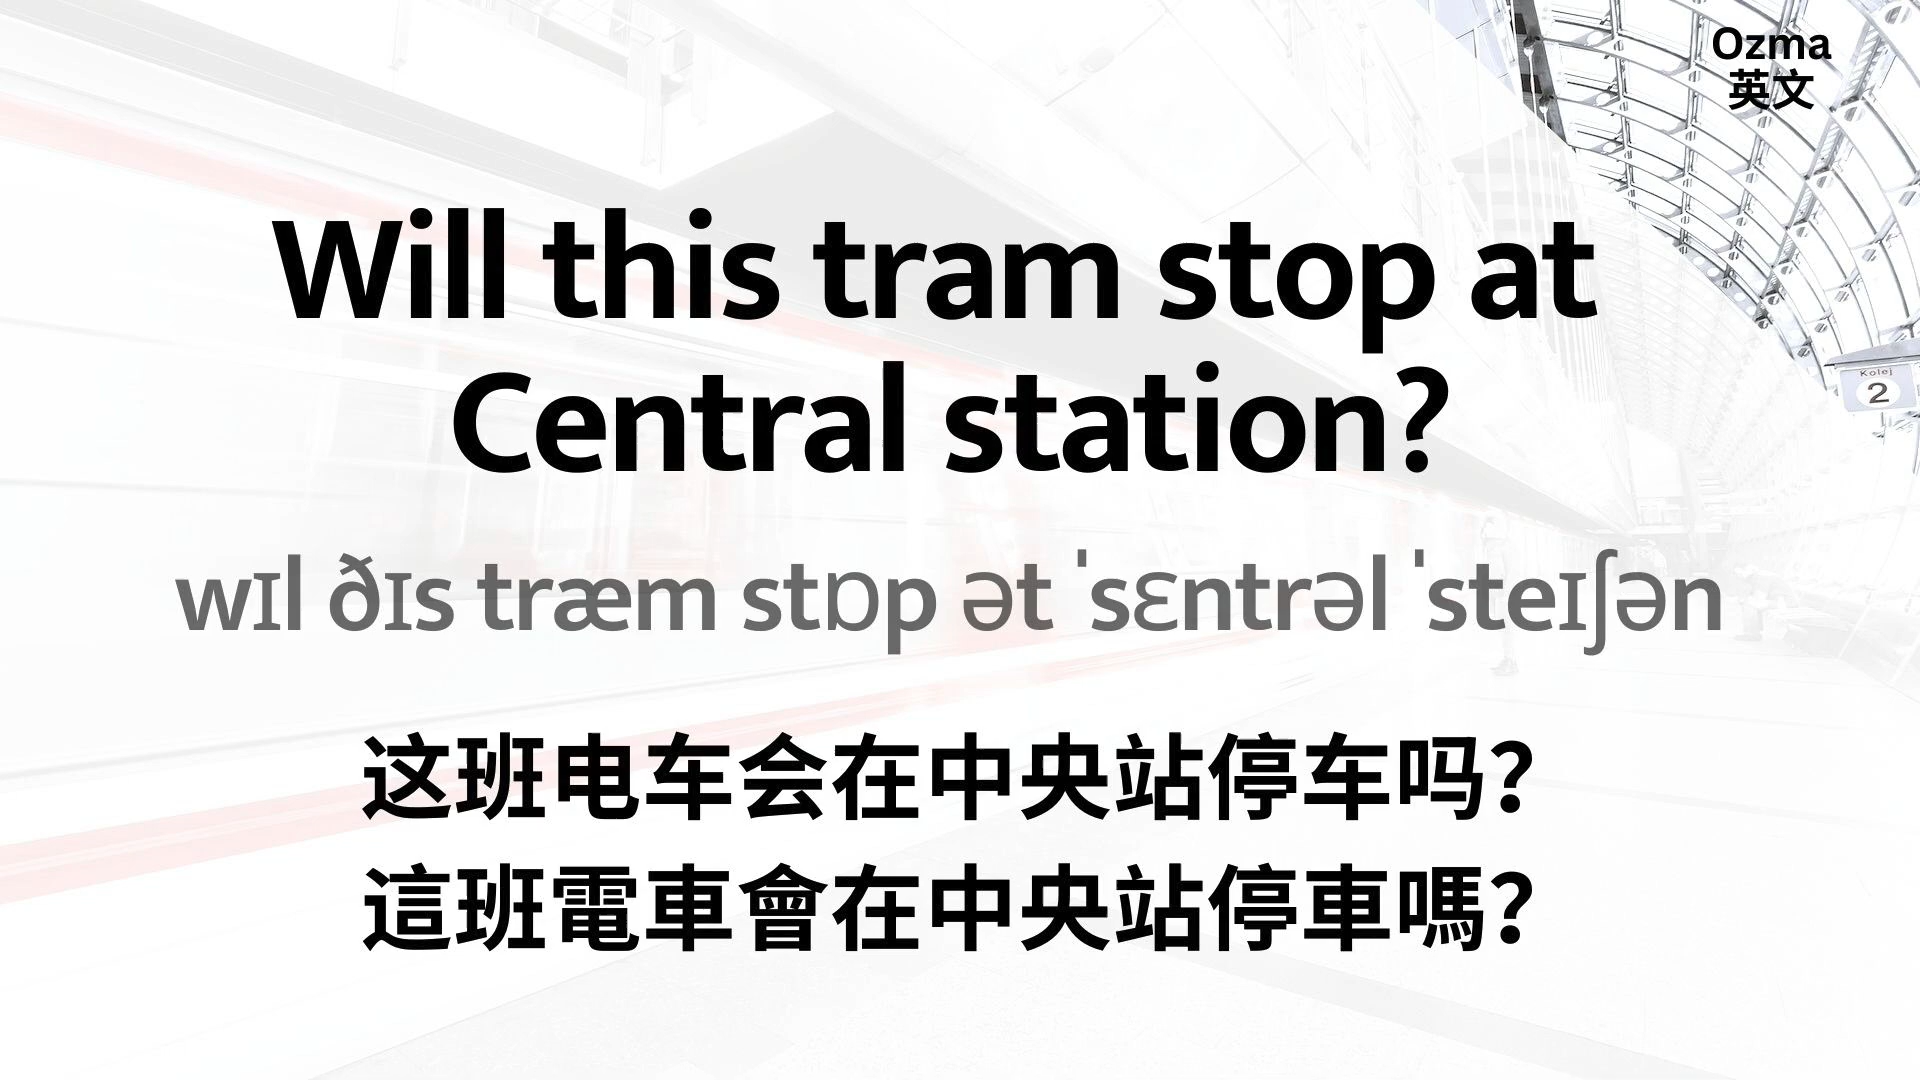 Ozma
英文
Will this tram stop at
Central station?
wɪl ðɪs træm stɒp ət ˈsɛntrəl ˈsteɪʃən
这班电车会在中央站停车吗？
這班電車會在中央站停車嗎？
Kolej
2